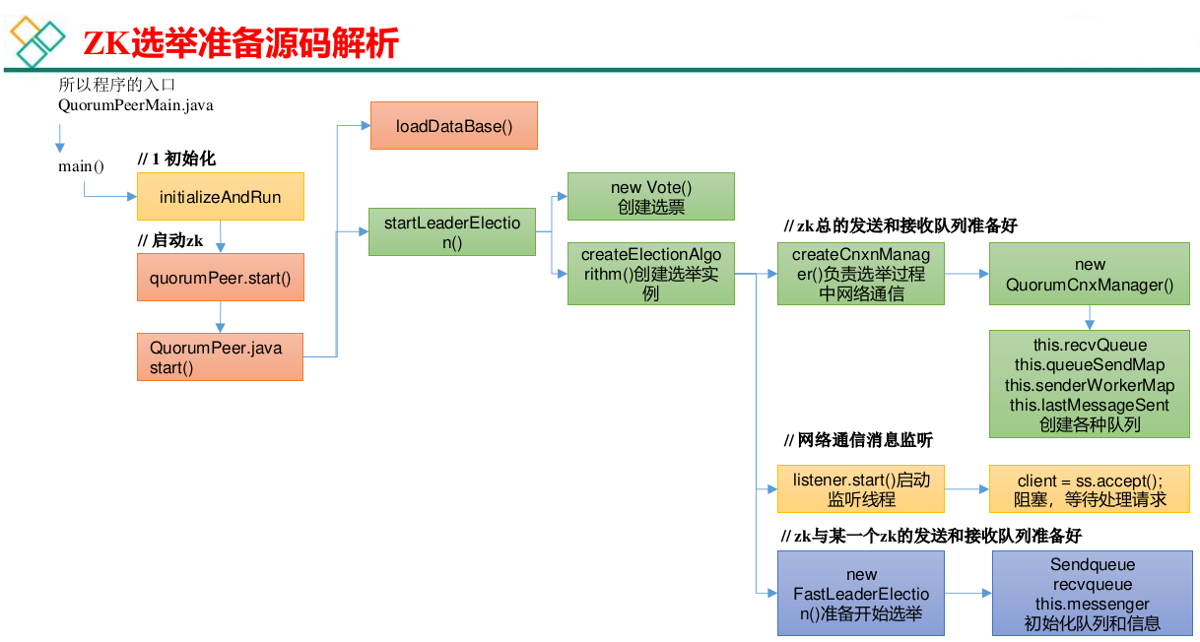 ZK选举准备源码解析
所以程序的入口
QuorumPeerMain.java
main()
// 1 初始化
initializeAndRun
// 启动zk
quorumPeer.start()
QuorumPeer.java
start()
loadDataBase()
startLeaderElectio
n()
new Vote()
创建选票
createElectionAlgo
rithm()创建选举实
例
// zk总的发送和接收队列准备好
createCnxnManag
er()负责选举过程
中网络通信
new
QuorumCnxManager()
this.recvQueue
this.queueSendMap
this.senderWorkerMap
this.lastMessageSent
创建各种队列
// 网络通信消息监听
listener.start()启动
监听线程
client = ss.accept();
阻塞，等待处理请求
// zk与某一个zk的发送和接收队列准备好
new
FastLeaderElectio
n()准备开始选举
Sendqueue
recvqueue
this.messenger
初始化队列和信息